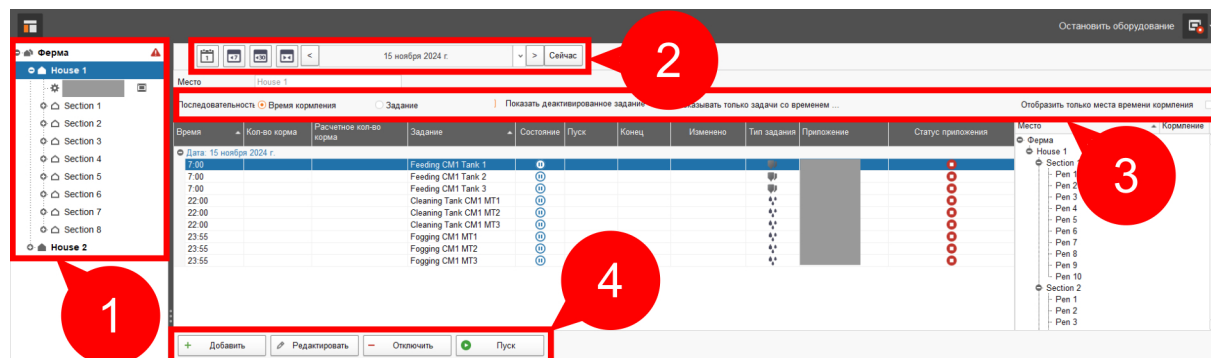 Остановить оборудование
Ферма
House 1
Section 1
Section 2
Section 3
Section 4
Section 5
Section 6
Section 7
Section 8
House 2
1
1 +7 +30 < 15 ноября 2024 г. > Сейчас
2
Место House 1
Последовательность Время кормления Задание Показать деактивированное задание казывать только задачи со временем ... Отобразить только места времени кормления
3
Время Кол-во корма Расчетное кол-во корма Задание Состояние Пуск Конец Изменено Тип задания Приложение Статус приложения
Дата: 15 ноября 2024 г.
7:00 Feeding CM1 Tank 1
7:00 Feeding CM1 Tank 2
7:00 Feeding CM1 Tank 3
22:00 Cleaning Tank CM1 MT1
22:00 Cleaning Tank CM1 MT2
22:00 Cleaning Tank CM1 MT3
23:55 Fogging CM1 MT1
23:55 Fogging CM1 MT2
23:55 Fogging CM1 MT3
Место Кормление
Ферма
House 1
Section
Pen 1
Pen 2
Pen 3
Pen 4
Pen 5
Pen 6
Pen 7
Pen 8
Pen 9
Pen 10
Section 2
Pen 1
Pen 2
Pen 3
4
Добавить Редактировать Отключить Пуск